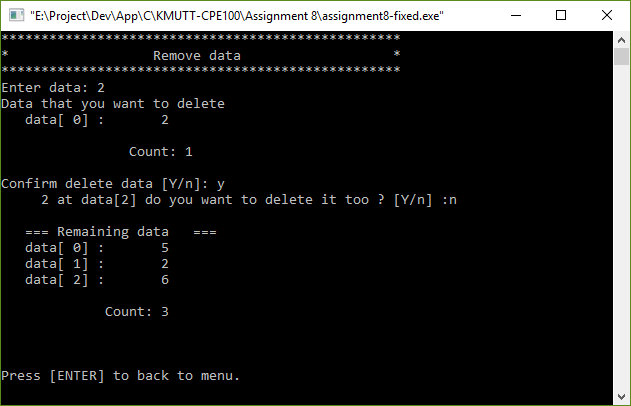 "E:\Project\Dev\App\C\KMUTT-CPE100\Assignment 8\assignment8-fixed.exe"
**************************************************
*                  Remove data                   *
**************************************************
Enter data: 2
Data that you want to delete
   data[ 0] :       2

                Count: 1

Confirm delete data [Y/n]: y
     2 at data[2] do you want to delete it too ? [Y/n] :n

   === Remaining data   ===
   data[ 0] :       5
   data[ 1] :       2
   data[ 2] :       6

             Count: 3

Press [ENTER] to back to menu.